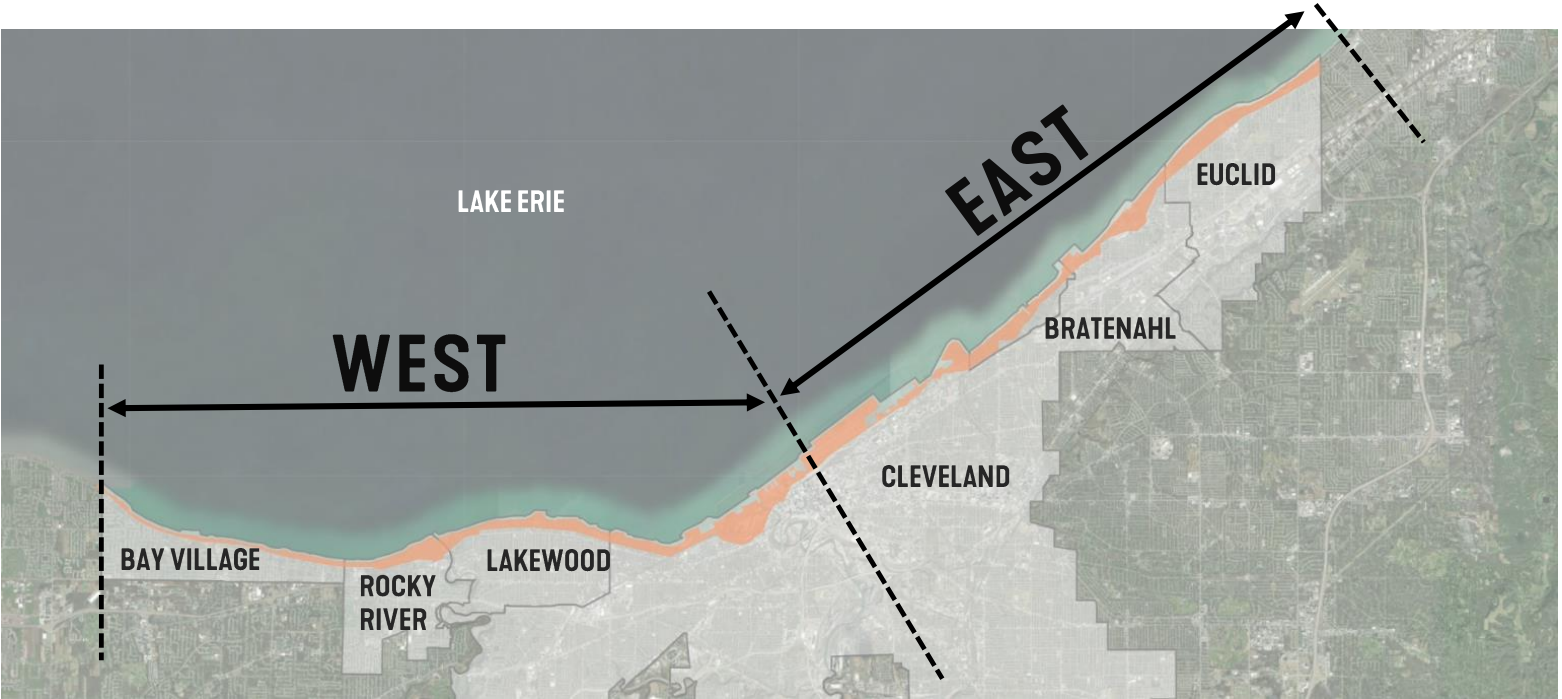 EAST
EUCLID
LAKE ERIE
BRATENAHL
WEST
CLEVELAND
BAY VILLAGE
LAKEWOOD
ROCKY
RIVER